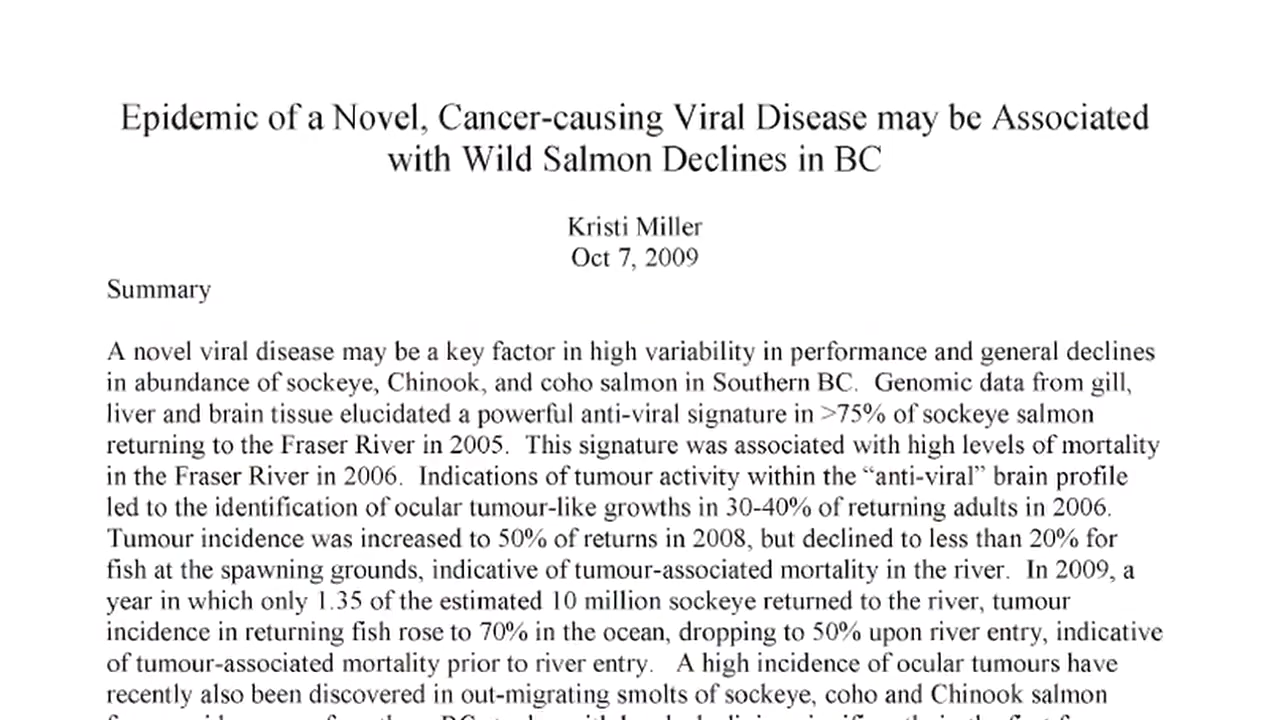 Epidemic of a Novel, Cancer-causing Viral Disease may be Associated
with Wild Salmon Declines in BC
Kristi Miller
Oct 7, 2009
Summary
A novel viral disease may be a key factor in high variability in performance and general declines
in abundance of sockeye, Chinook, and coho salmon in Southern BC.  Genomic data from gill,
liver and brain tissue elucidated a powerful anti-viral signature in >75% of sockeye salmon
returning to the Fraser River in 2005.  This signature was associated with high levels of mortality
in the Fraser River in 2006.  Indications of tumour activity within the “anti-viral” brain profile
led to the identification of ocular tumour-like growths in 30-40% of returning adults in 2006.
Tumour incidence was increased to 50% of returns in 2008, but declined to less than 20% for
fish at the spawning grounds, indicative of tumour-associated mortality in the river.  In 2009, a
year in which only 1.35 of the estimated 10 million sockeye returned to the river, tumour
incidence in returning fish rose to 70% in the ocean, dropping to 50% upon river entry, indicative
of tumour-associated mortality prior to river entry.   A high incidence of ocular tumours have
recently also been discovered in out-migrating smolts of sockeye, coho and Chinook salmon